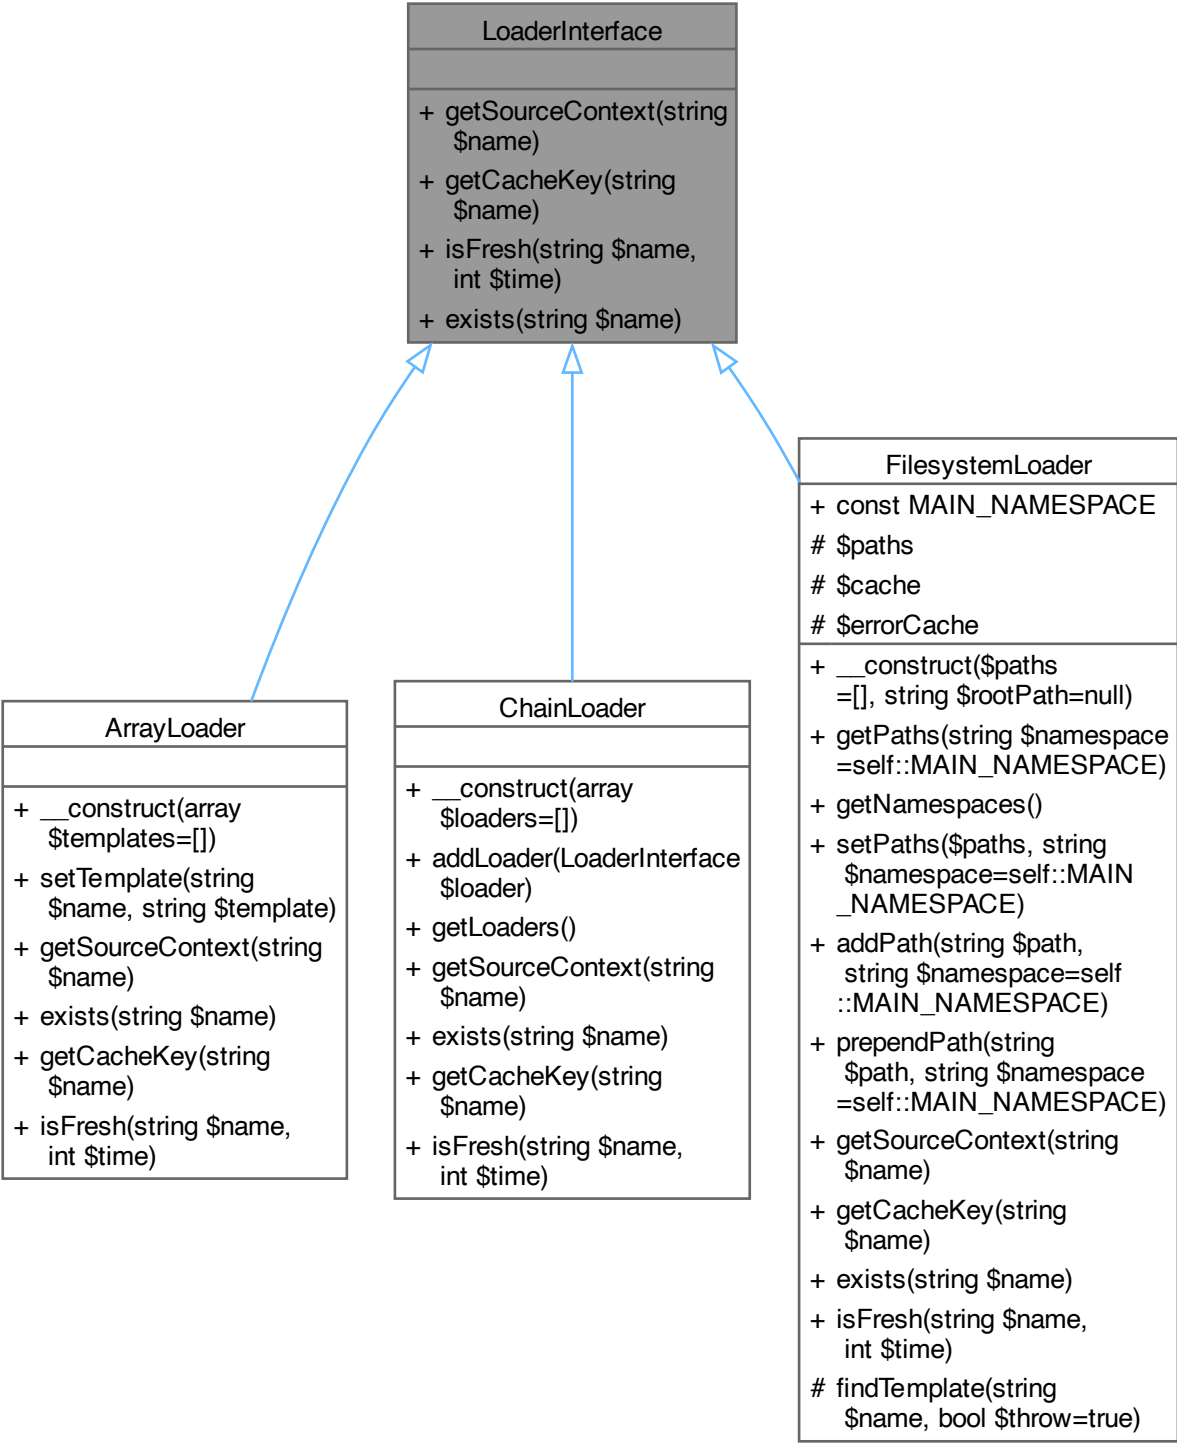 LoaderInterface
+ getSourceContext(string
$name)
+ getCacheKey(string
$name)
+ isFresh(string $name,
int $time)
+ exists(string $name)
ArrayLoader
+ __construct(array
$templates=[])
+ setTemplate(string
$name, string $template)
+ getSourceContext(string
$name)
+ exists(string $name)
+ getCacheKey(string
$name)
+ isFresh(string $name,
int $time)
ChainLoader
+ __construct(array
$loaders=[])
+ addLoader(LoaderInterface
$loader)
+ getLoaders()
+ getSourceContext(string
$name)
+ exists(string $name)
+ getCacheKey(string
$name)
+ isFresh(string $name,
int $time)
FilesystemLoader
+ const MAIN_NAMESPACE
# $paths
# $cache
# $errorCache
+ __construct($paths
=[], string $rootPath=null)
+ getPaths(string $namespace
=self::MAIN_NAMESPACE)
+ getNamespaces()
+ setPaths($paths, string
$namespace=self::MAIN
_NAMESPACE)
+ addPath(string $path,
string $namespace=self
::MAIN_NAMESPACE)
+ prependPath(string
$path, string $namespace
=self::MAIN_NAMESPACE)
+ getSourceContext(string
$name)
+ getCacheKey(string
$name)
+ exists(string $name)
+ isFresh(string $name,
int $time)
# findTemplate(string
$name, bool $throw=true)